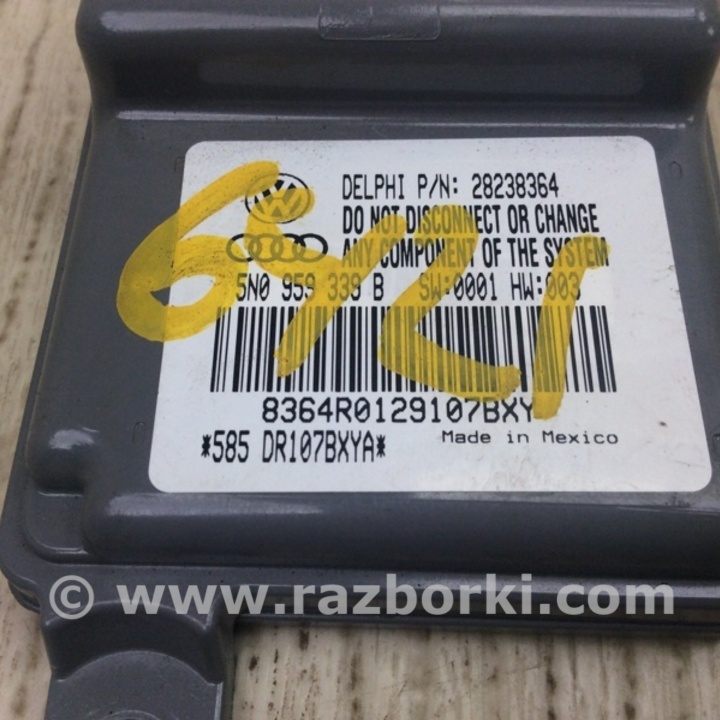 DELPHI P/N: 28238364
DO NOT DISCONNECT OR CHANGE
ANY COMPONENT OF THE SYSTEM
5N0 959 339 B SW:0001 HW:003
8364R0129107BXY
*585 DR107BXYA*
Made in Mexico
© www.razborki.com